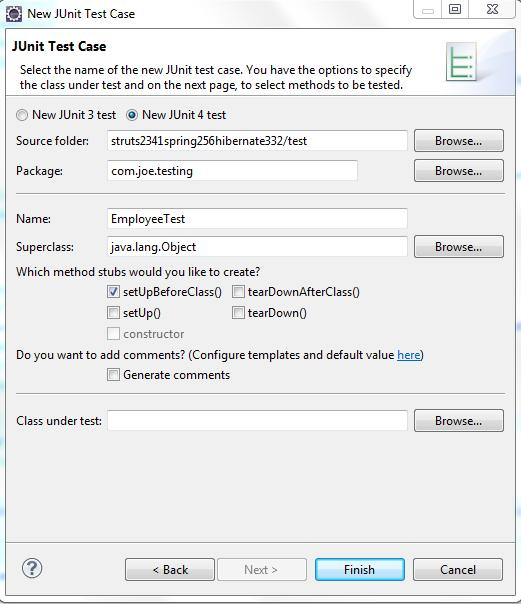 New JUnit Test Case
JUnit Test Case
Select the name of the new JUnit test case. You have the options to specify
the class under test and on the next page, to select methods to be tested.
New JUnit 3 test New JUnit 4 test
Source folder: struts2341spring256hibernate332/test Browse...
Package: com.joe.testing Browse...
Name: EmployeeTest
Superclass: java.lang.Object Browse...
Which method stubs would you like to create?
setUpBeforeClass() tearDownAfterClass()
setUp() tearDown()
constructor
Do you want to add comments? (Configure templates and default value here)
Generate comments
Class under test: Browse...
? < Back Next > Finish Cancel